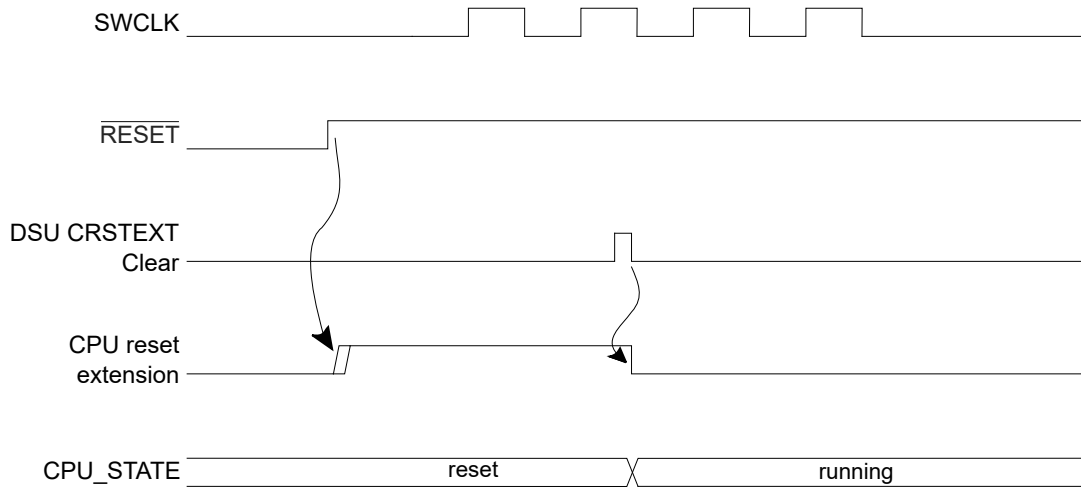 SWCLK
RESET
DSU CRSTEXT
Clear
CPU reset
extension
CPU_STATE reset running